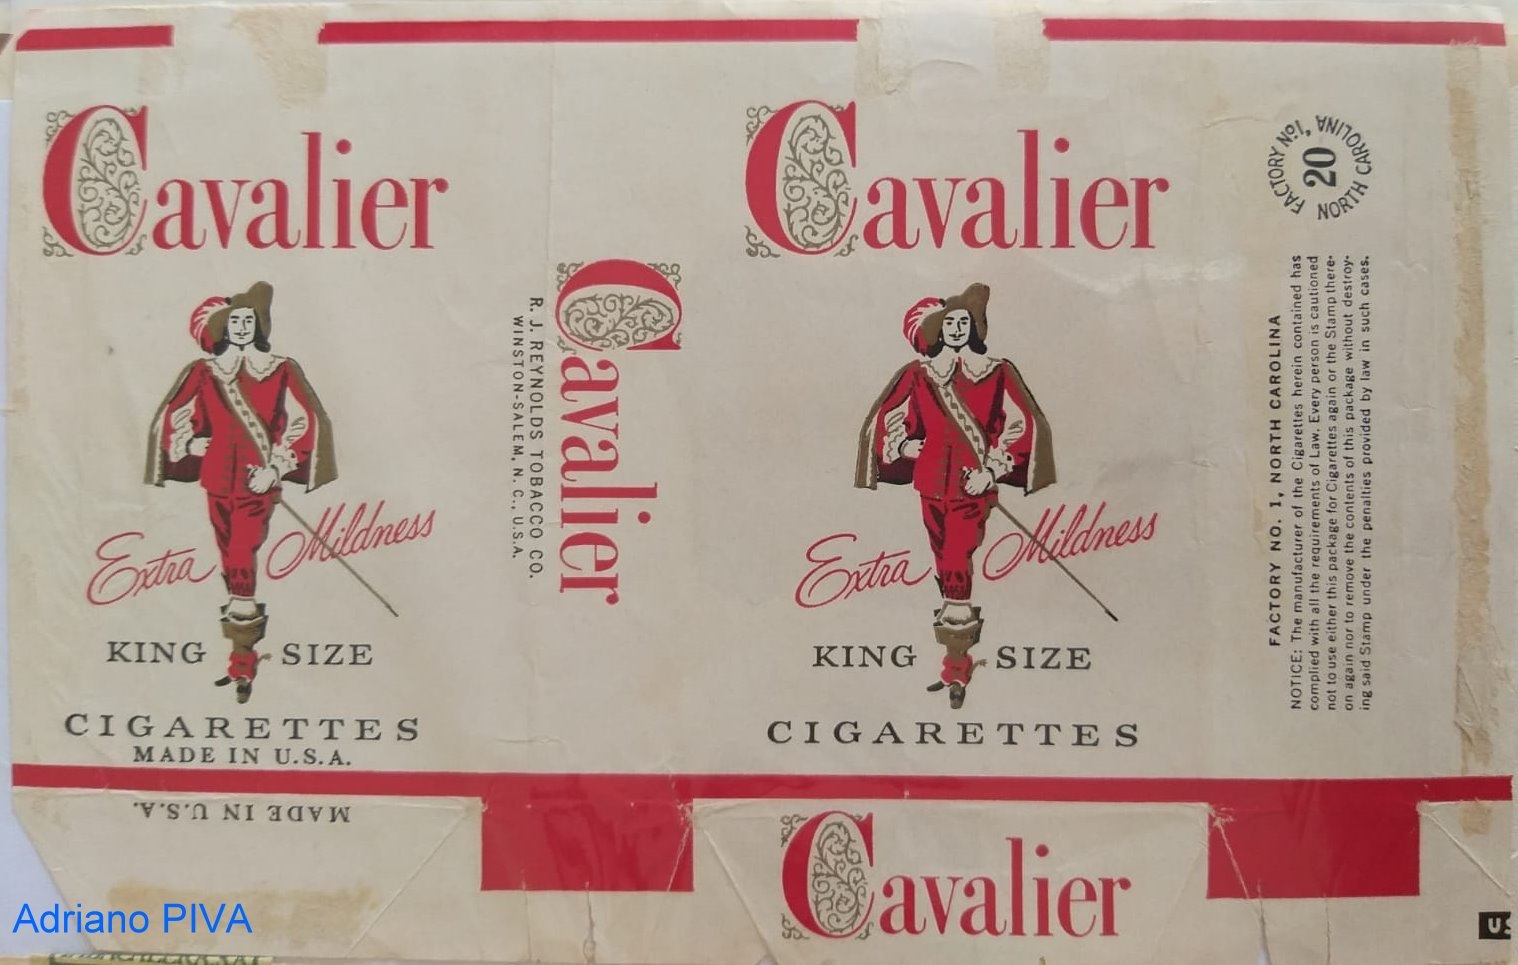 Cavalier
Extra Mildness
KING SIZE
CIGARETTES
MADE IN U.S.A.
MADE IN U.S.A.
Cavalier
R. J. REYNOLDS TOBACCO CO.
WINSTON-SALEM, N. C., U.S.A.
Cavalier
Extra Mildness
KING SIZE
CIGARETTES
Cavalier
FACTORY No 1, NORTH CAROLINA
20
FACTORY NO. 1, NORTH CAROLINA
NOTICE: The manufacturer of the Cigarettes herein contained has
complied with all the requirements of Law. Every person is cautioned
not to use either this package for Cigarettes again or the Stamp there-
on again nor to remove the contents of this package without destroy-
ing said Stamp under the penalties provided by law in such cases.
Adriano PIVA